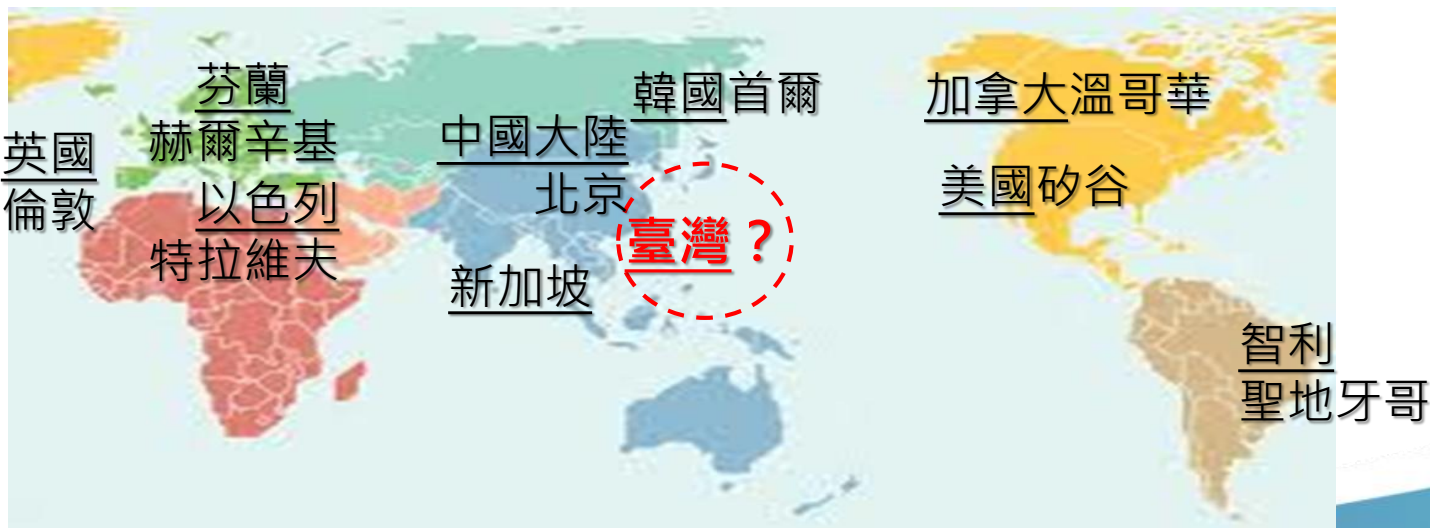 芬蘭
赫爾辛基
英國
倫敦
以色列
特拉維夫
中國大陸
北京
韓國首爾
臺灣？
新加坡
加拿大溫哥華
美國矽谷
智利
聖地牙哥